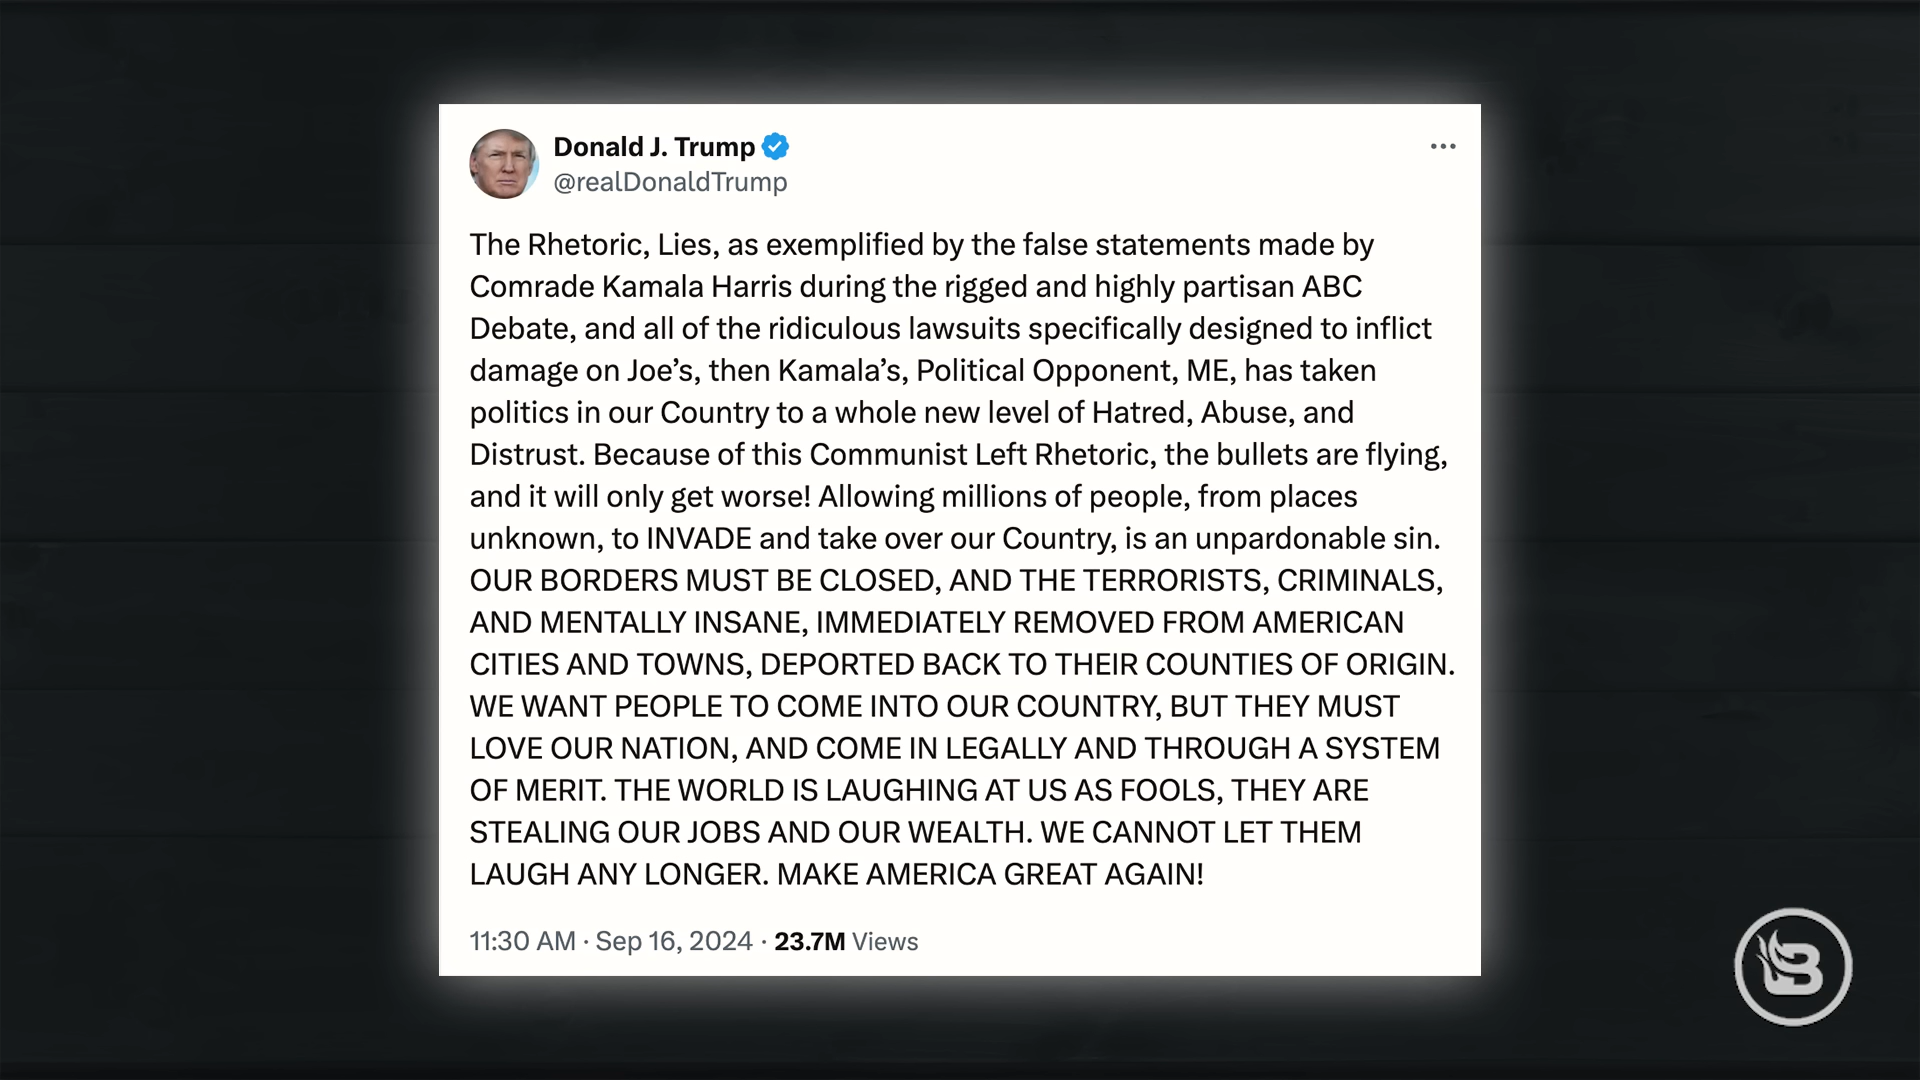 Donald J. Trump
@realDonaldTrump
The Rhetoric, Lies, as exemplified by the false statements made by
Comrade Kamala Harris during the rigged and highly partisan ABC
Debate, and all of the ridiculous lawsuits specifically designed to inflict
damage on Joe’s, then Kamala’s, Political Opponent, ME, has taken
politics in our Country to a whole new level of Hatred, Abuse, and
Distrust. Because of this Communist Left Rhetoric, the bullets are flying,
and it will only get worse! Allowing millions of people, from places
unknown, to INVADE and take over our Country, is an unpardonable sin.
OUR BORDERS MUST BE CLOSED, AND THE TERRORISTS, CRIMINALS,
AND MENTALLY INSANE, IMMEDIATELY REMOVED FROM AMERICAN
CITIES AND TOWNS, DEPORTED BACK TO THEIR COUNTIES OF ORIGIN.
WE WANT PEOPLE TO COME INTO OUR COUNTRY, BUT THEY MUST
LOVE OUR NATION, AND COME IN LEGALLY AND THROUGH A SYSTEM
OF MERIT. THE WORLD IS LAUGHING AT US AS FOOLS, THEY ARE
STEALING OUR JOBS AND OUR WEALTH. WE CANNOT LET THEM
LAUGH ANY LONGER. MAKE AMERICA GREAT AGAIN!
11:30 AM · Sep 16, 2024 · 23.7M Views
B